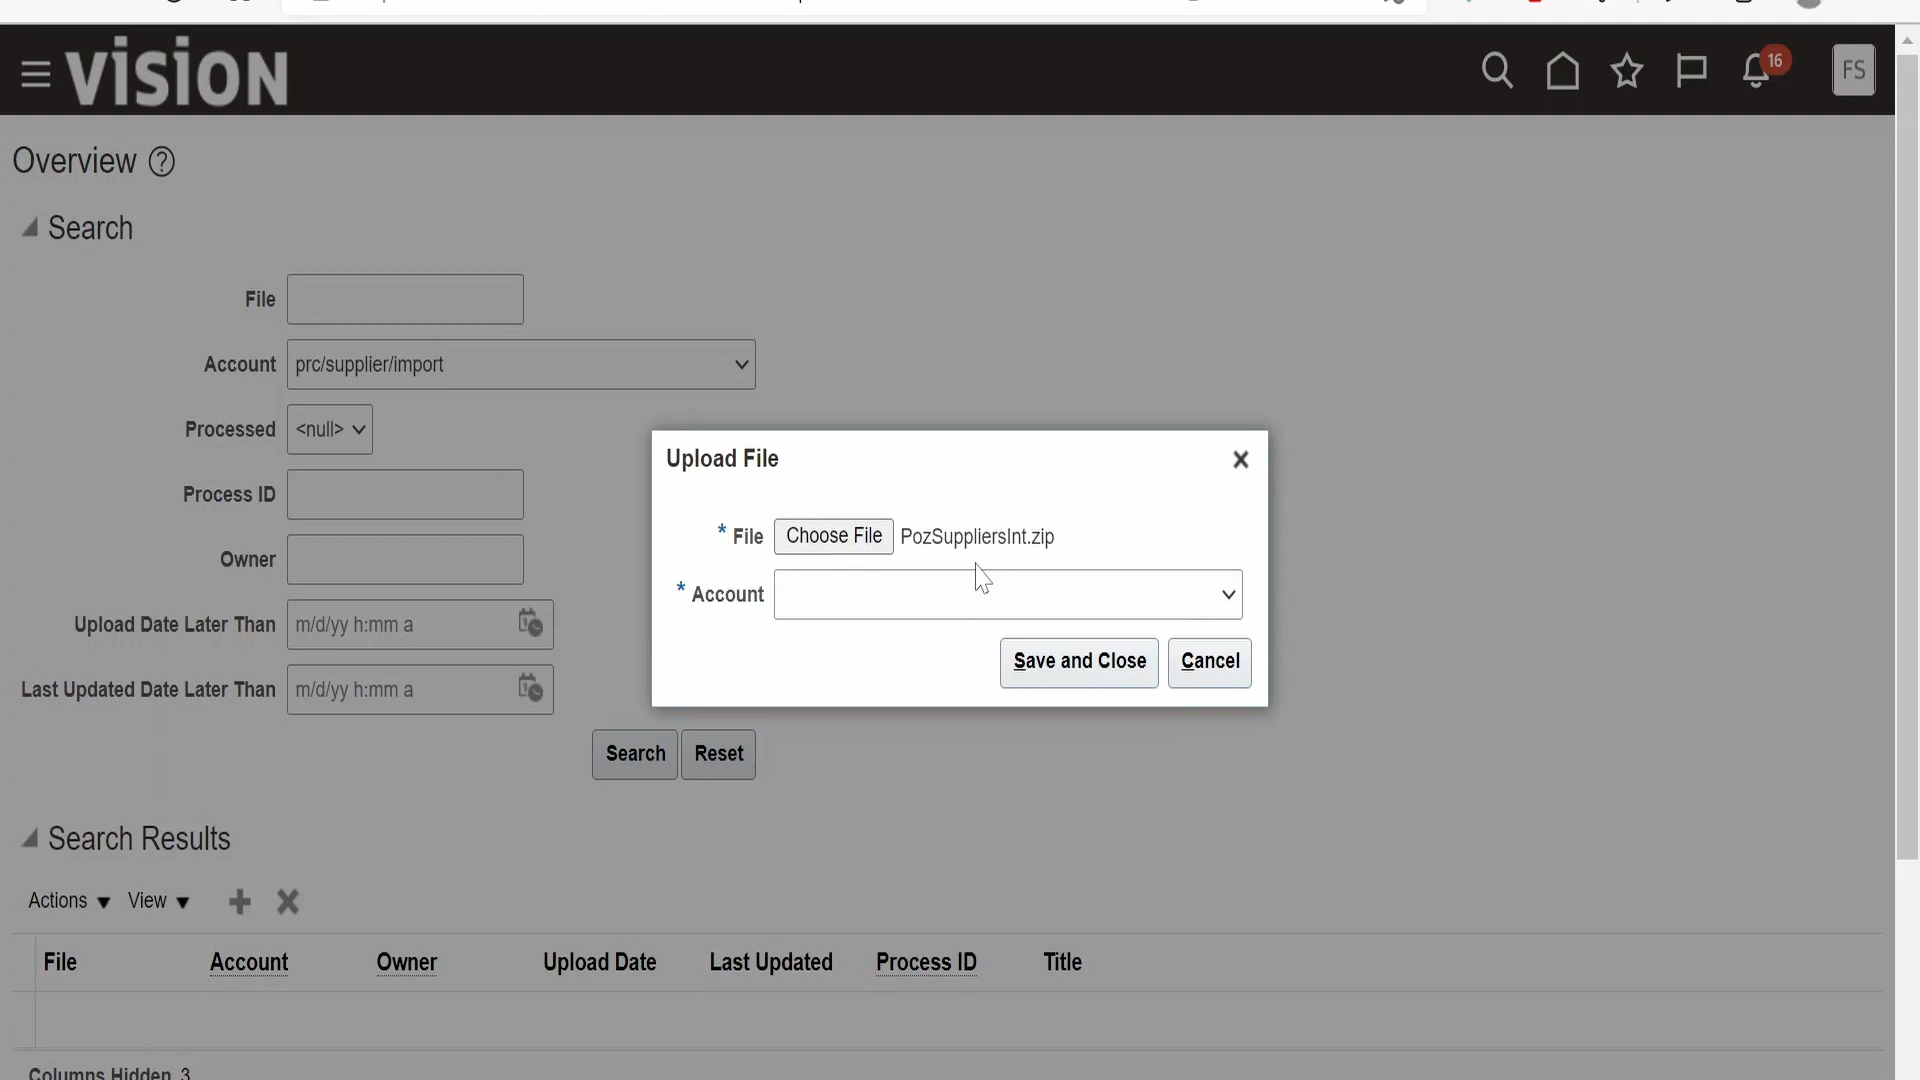 VISION
16
FS
Overview
Search
File
Account prc/supplier/import
Processed <null>
Process ID
Owner
Upload Date Later Than m/d/yy h:mm a
Last Updated Date Later Than m/d/yy h:mm a
Search Reset
Upload File
* File Choose File PozSuppliersInt.zip
* Account
Save and Close Cancel
Search Results
Actions View
File Account Owner Upload Date Last Updated Process ID Title
Columns Hidden 3